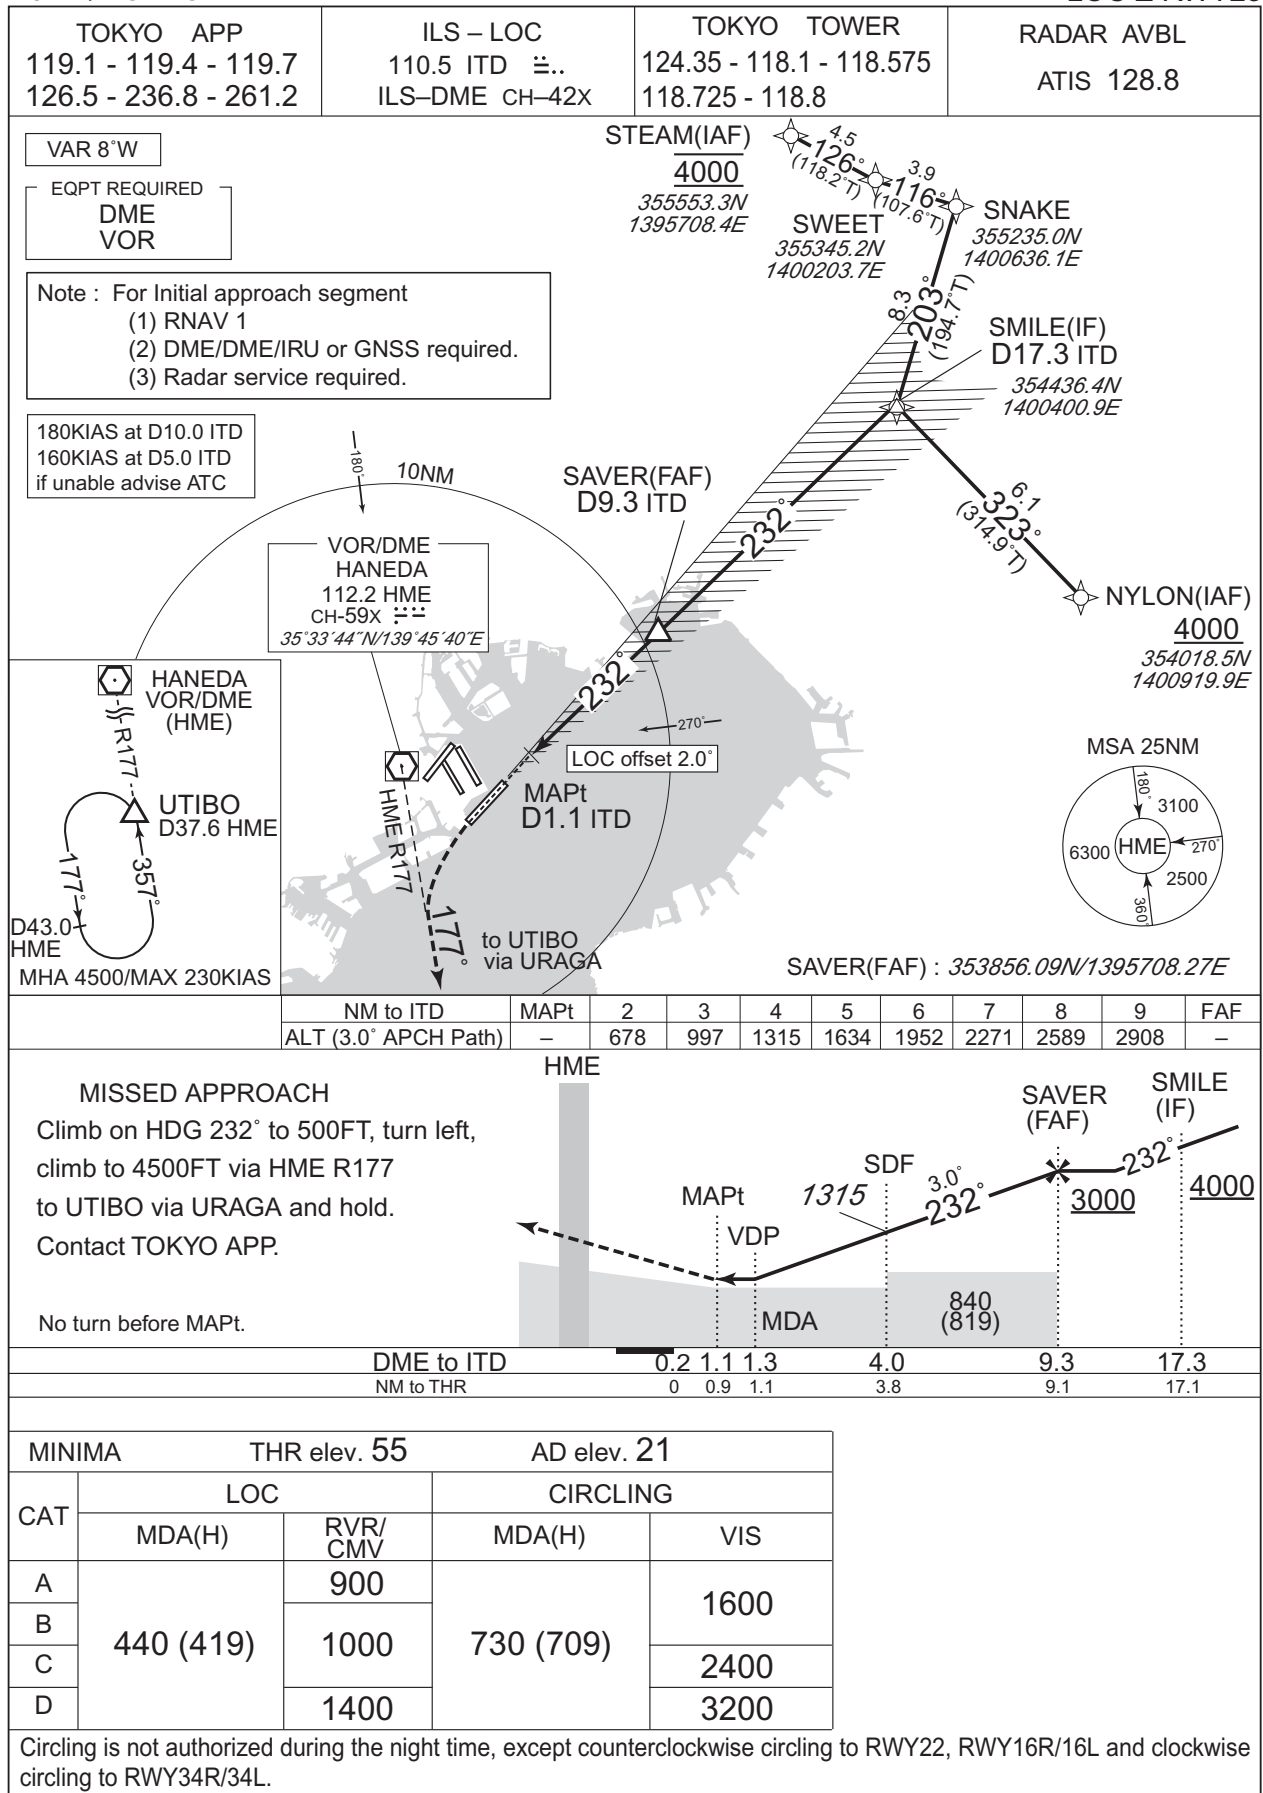 TOKYO APP
119.1 - 119.4 - 119.7
126.5 - 236.8 - 261.2
ILS – LOC
110.5 ITD
ILS–DME CH–42X
TOKYO TOWER
124.35 - 118.1 - 118.575
118.725 - 118.8
RADAR AVBL
ATIS 128.8
VAR 8°W
EQPT REQUIRED
DME
VOR
Note : For Initial approach segment
(1) RNAV 1
(2) DME/DME/IRU or GNSS required.
(3) Radar service required.
180KIAS at D10.0 ITD
160KIAS at D5.0 ITD
if unable advise ATC
STEAM(IAF)
4000
355553.3N
1395708.4E
4.5
126°
(118.2°T)
3.9
116°
(107.6°T)
SWEET
355345.2N
1400203.7E
SNAKE
355235.0N
1400636.1E
8.3
203°
(194.7°T)
SMILE(IF)
D17.3 ITD
354436.4N
1400400.9E
6.1
323°
(314.9°T)
NYLON(IAF)
4000
354018.5N
1400919.9E
180°
10NM
SAVER(FAF)
D9.3 ITD
232°
232°
VOR/DME
HANEDA
112.2 HME
CH-59X
35°33′44″N/139°45′40″E
270°
LOC offset 2.0°
MAPt
D1.1 ITD
HME R177
177°
to UTIBO
via URAGA
HANEDA
VOR/DME
(HME)
R177
UTIBO
D37.6 HME
177°
357°
D43.0
HME
MHA 4500/MAX 230KIAS
MSA 25NM
180°
3100
6300
HME
270°
2500
360°
SAVER(FAF) : 353856.09N/1395708.27E
NM to ITD MAPt 2 3 4 5 6 7 8 9 FAF
ALT (3.0° APCH Path) – 678 997 1315 1634 1952 2271 2589 2908 –
MISSED APPROACH
Climb on HDG 232° to 500FT, turn left,
climb to 4500FT via HME R177
to UTIBO via URAGA and hold.
Contact TOKYO APP.
No turn before MAPt.
HME
MAPt
VDP
1315
SDF
3.0°
232°
SAVER
(FAF)
3000
232°
SMILE
(IF)
4000
MDA
840
(819)
DME to ITD 0.2 1.1 1.3 4.0 9.3 17.3
NM to THR 0 0.9 1.1 3.8 9.1 17.1
MINIMA THR elev. 55 AD elev. 21
CAT LOC CIRCLING
MDA(H) RVR/CMV MDA(H) VIS
A 900 1600
B
440 (419) 1000 730 (709)
C 2400
D 1400 3200
Circling is not authorized during the night time, except counterclockwise circling to RWY22, RWY16R/16L and clockwise
circling to RWY34R/34L.